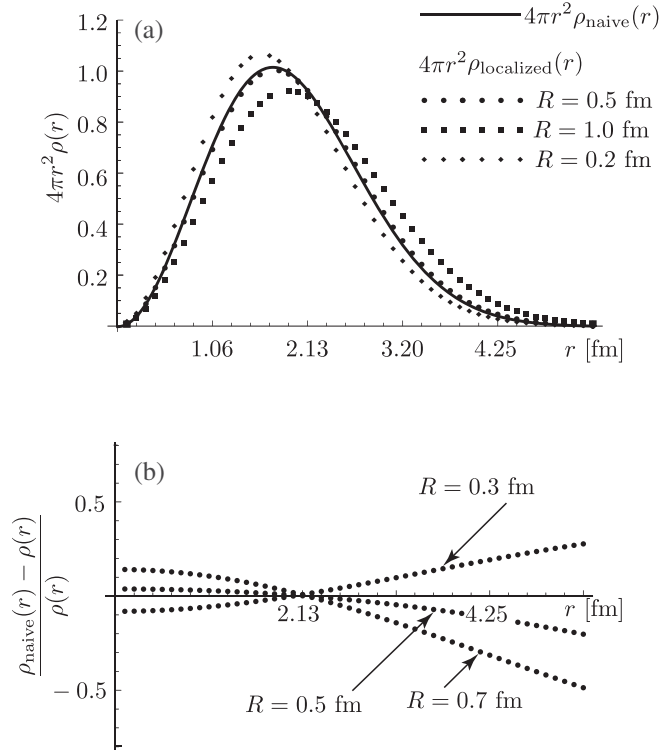 (a)
4πr²ρ(r)
1.2
1.0
0.8
0.6
0.4
0.2
1.06
2.13
3.20
4.25
r [fm]
4πr²ρnaive(r)
4πr²ρlocalized(r)
R = 0.5 fm
R = 1.0 fm
R = 0.2 fm
(b)
ρnaive(r) − ρ(r)
ρ(r)
0.5
− 0.5
2.13
4.25
r [fm]
R = 0.3 fm
R = 0.5 fm
R = 0.7 fm